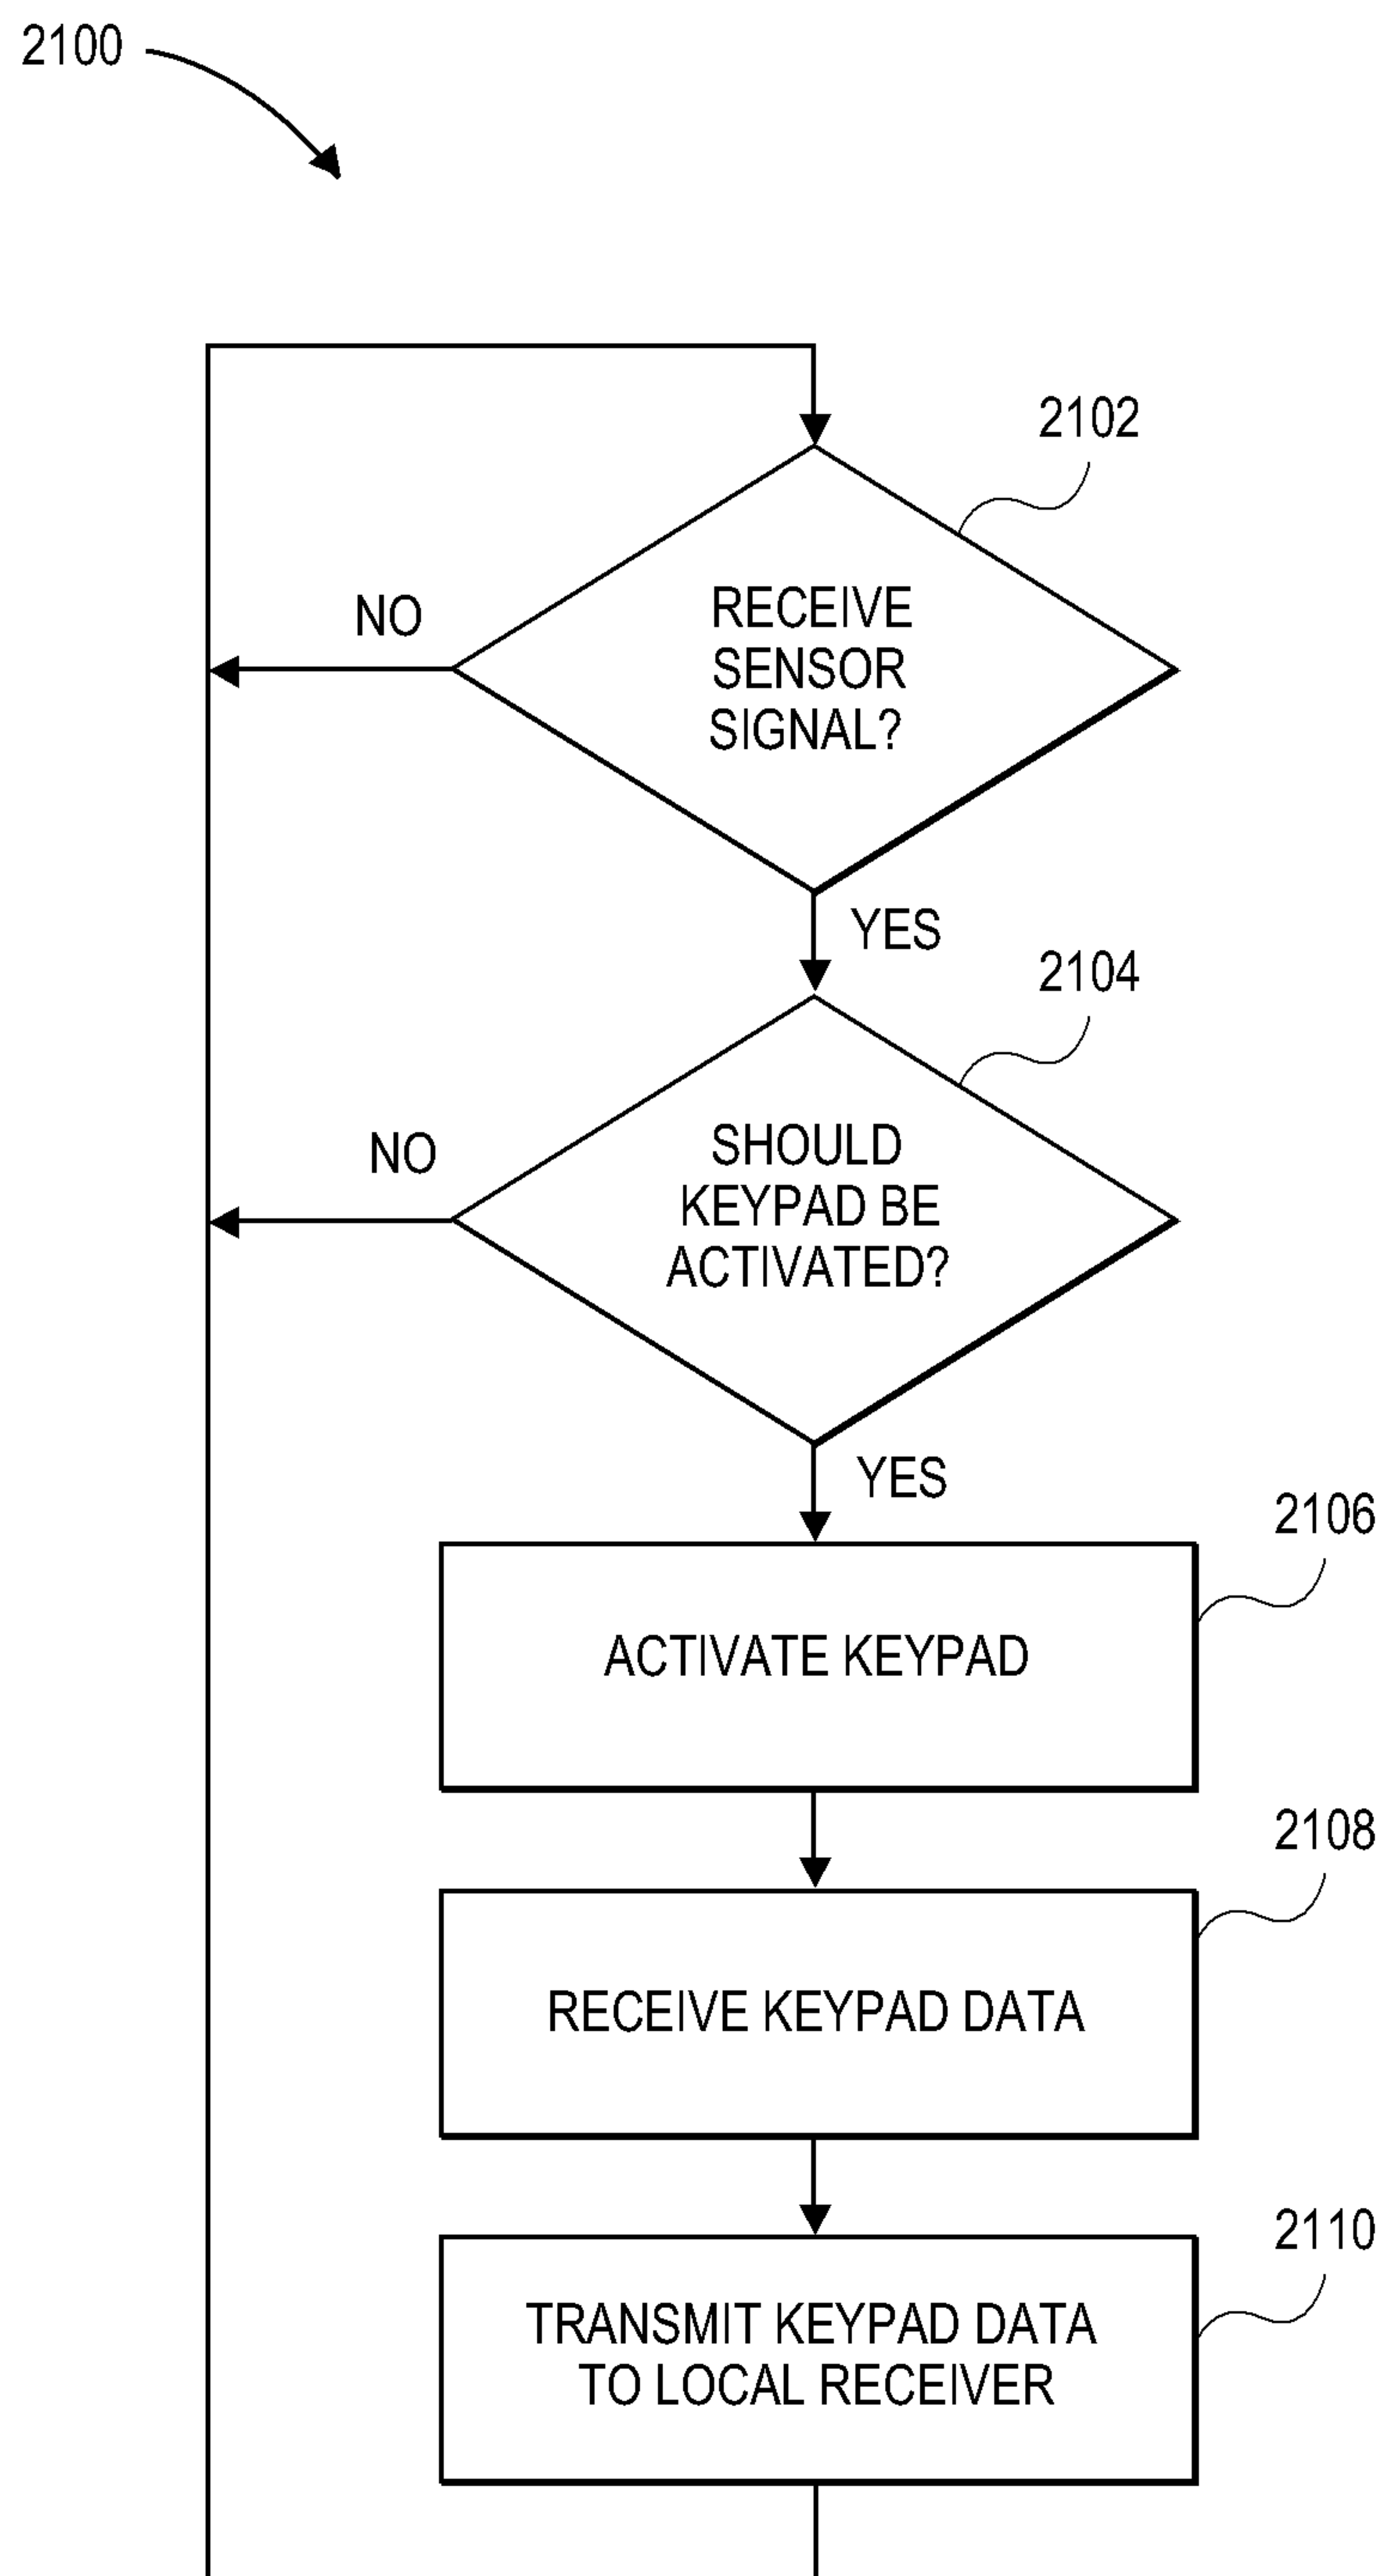 2100
2102
NO
RECEIVE
SENSOR
SIGNAL?
YES
2104
NO
SHOULD
KEYPAD BE
ACTIVATED?
YES
2106
ACTIVATE KEYPAD
2108
RECEIVE KEYPAD DATA
2110
TRANSMIT KEYPAD DATA
TO LOCAL RECEIVER